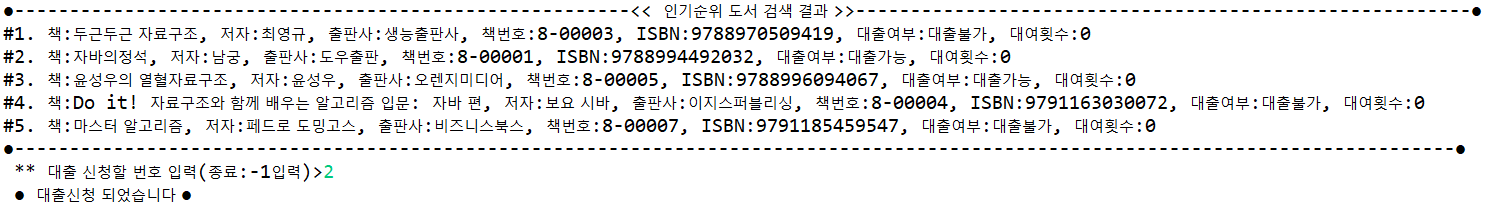 ●--------------------------------------------------------<< 인기순위 도서 검색 결과 >>--------------------------------------------------------●
#1. 책:두근두근 자료구조, 저자:최영규, 출판사:생능출판사, 책번호:8-00003, ISBN:9788970509419, 대출여부:대출불가, 대여횟수:0
#2. 책:자바의정석, 저자:남궁, 출판사:도우출판, 책번호:8-00001, ISBN:9788994492032, 대출여부:대출가능, 대여횟수:0
#3. 책:윤성우의 열혈자료구조, 저자:윤성우, 출판사:오렌지미디어, 책번호:8-00005, ISBN:9788996094067, 대출여부:대출가능, 대여횟수:0
#4. 책:Do it! 자료구조와 함께 배우는 알고리즘 입문: 자바 편, 저자:보요 시바, 출판사:이지스퍼블리싱, 책번호:8-00004, ISBN:9791163030072, 대출여부:대출불가, 대여횟수:0
#5. 책:마스터 알고리즘, 저자:페드로 도밍고스, 출판사:비즈니스북스, 책번호:8-00007, ISBN:9791185459547, 대출여부:대출불가, 대여횟수:0
●------------------------------------------------------------------------------------------------------------------------------------●
** 대출 신청할 번호 입력(종료:-1입력)>2
● 대출신청 되었습니다 ●